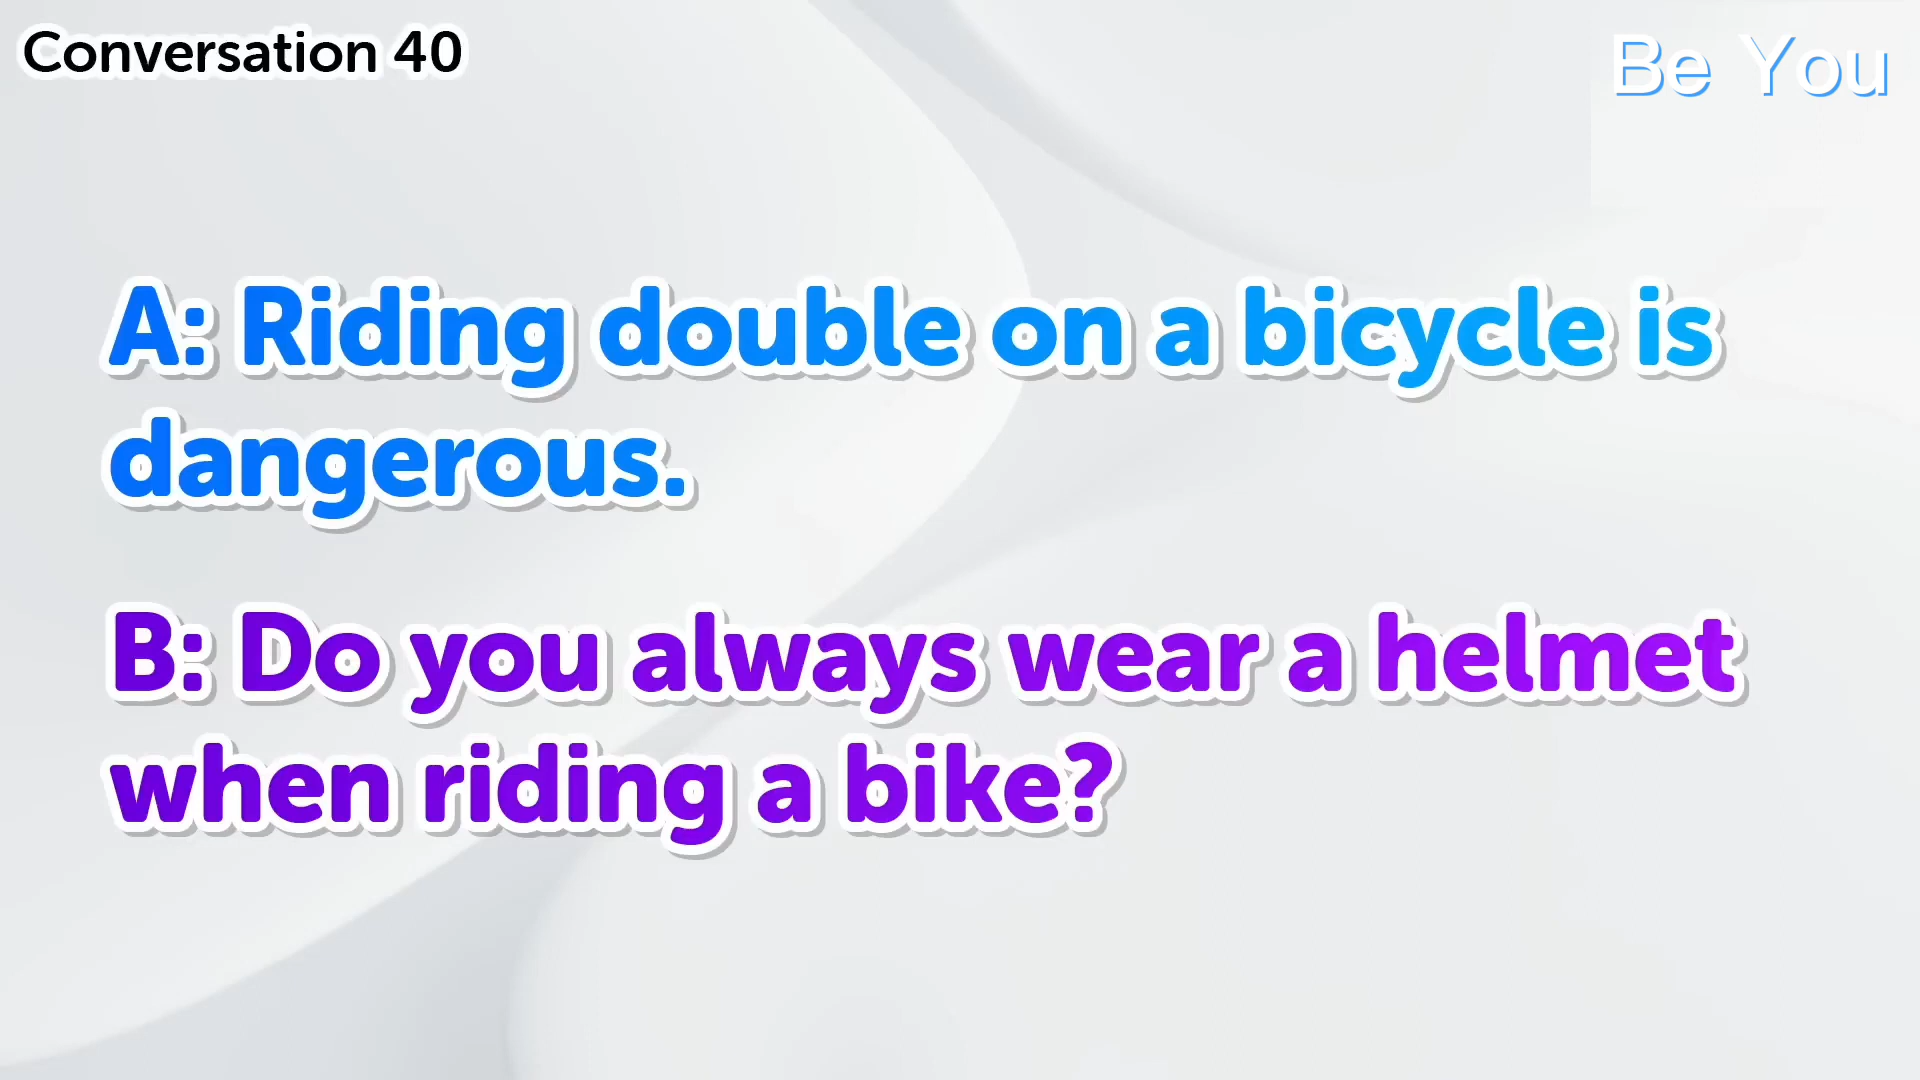 Conversation 40
Be You
A: Riding double on a bicycle is
dangerous.
B: Do you always wear a helmet
when riding a bike?